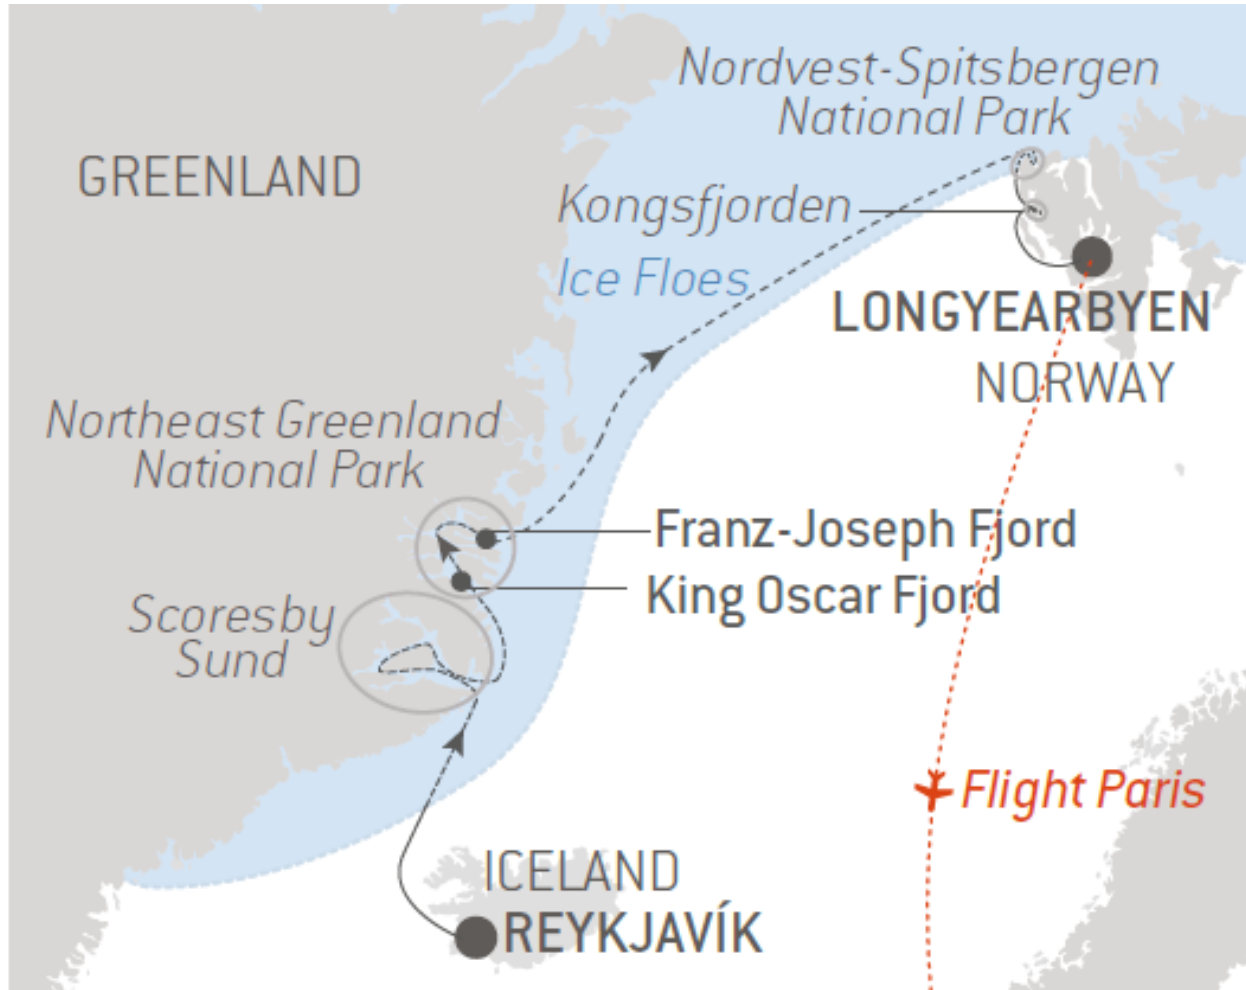 Nordvest-Spitsbergen
National Park
GREENLAND
Kongsfjorden
Ice Floes
LONGYEARBYEN
NORWAY
Northeast Greenland
National Park
Franz-Joseph Fjord
King Oscar Fjord
Scoresby
Sund
Flight Paris
ICELAND
REYKJAVÍK